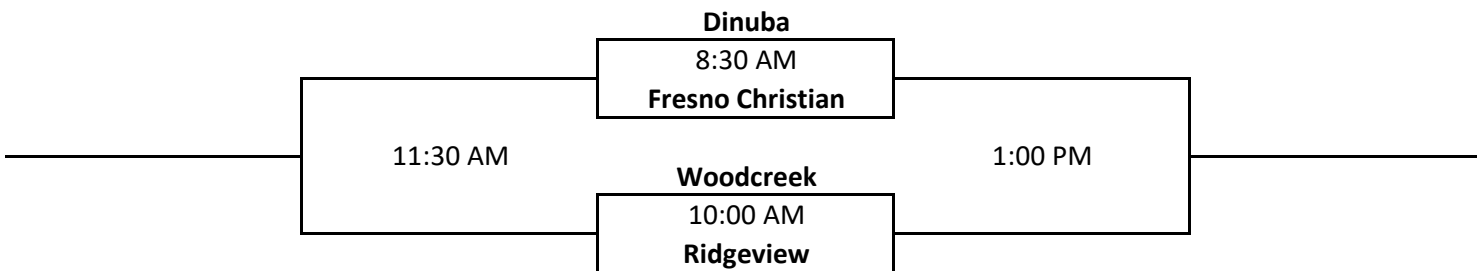 Dinuba
8:30 AM
Fresno Christian
11:30 AM
1:00 PM
Woodcreek
10:00 AM
Ridgeview